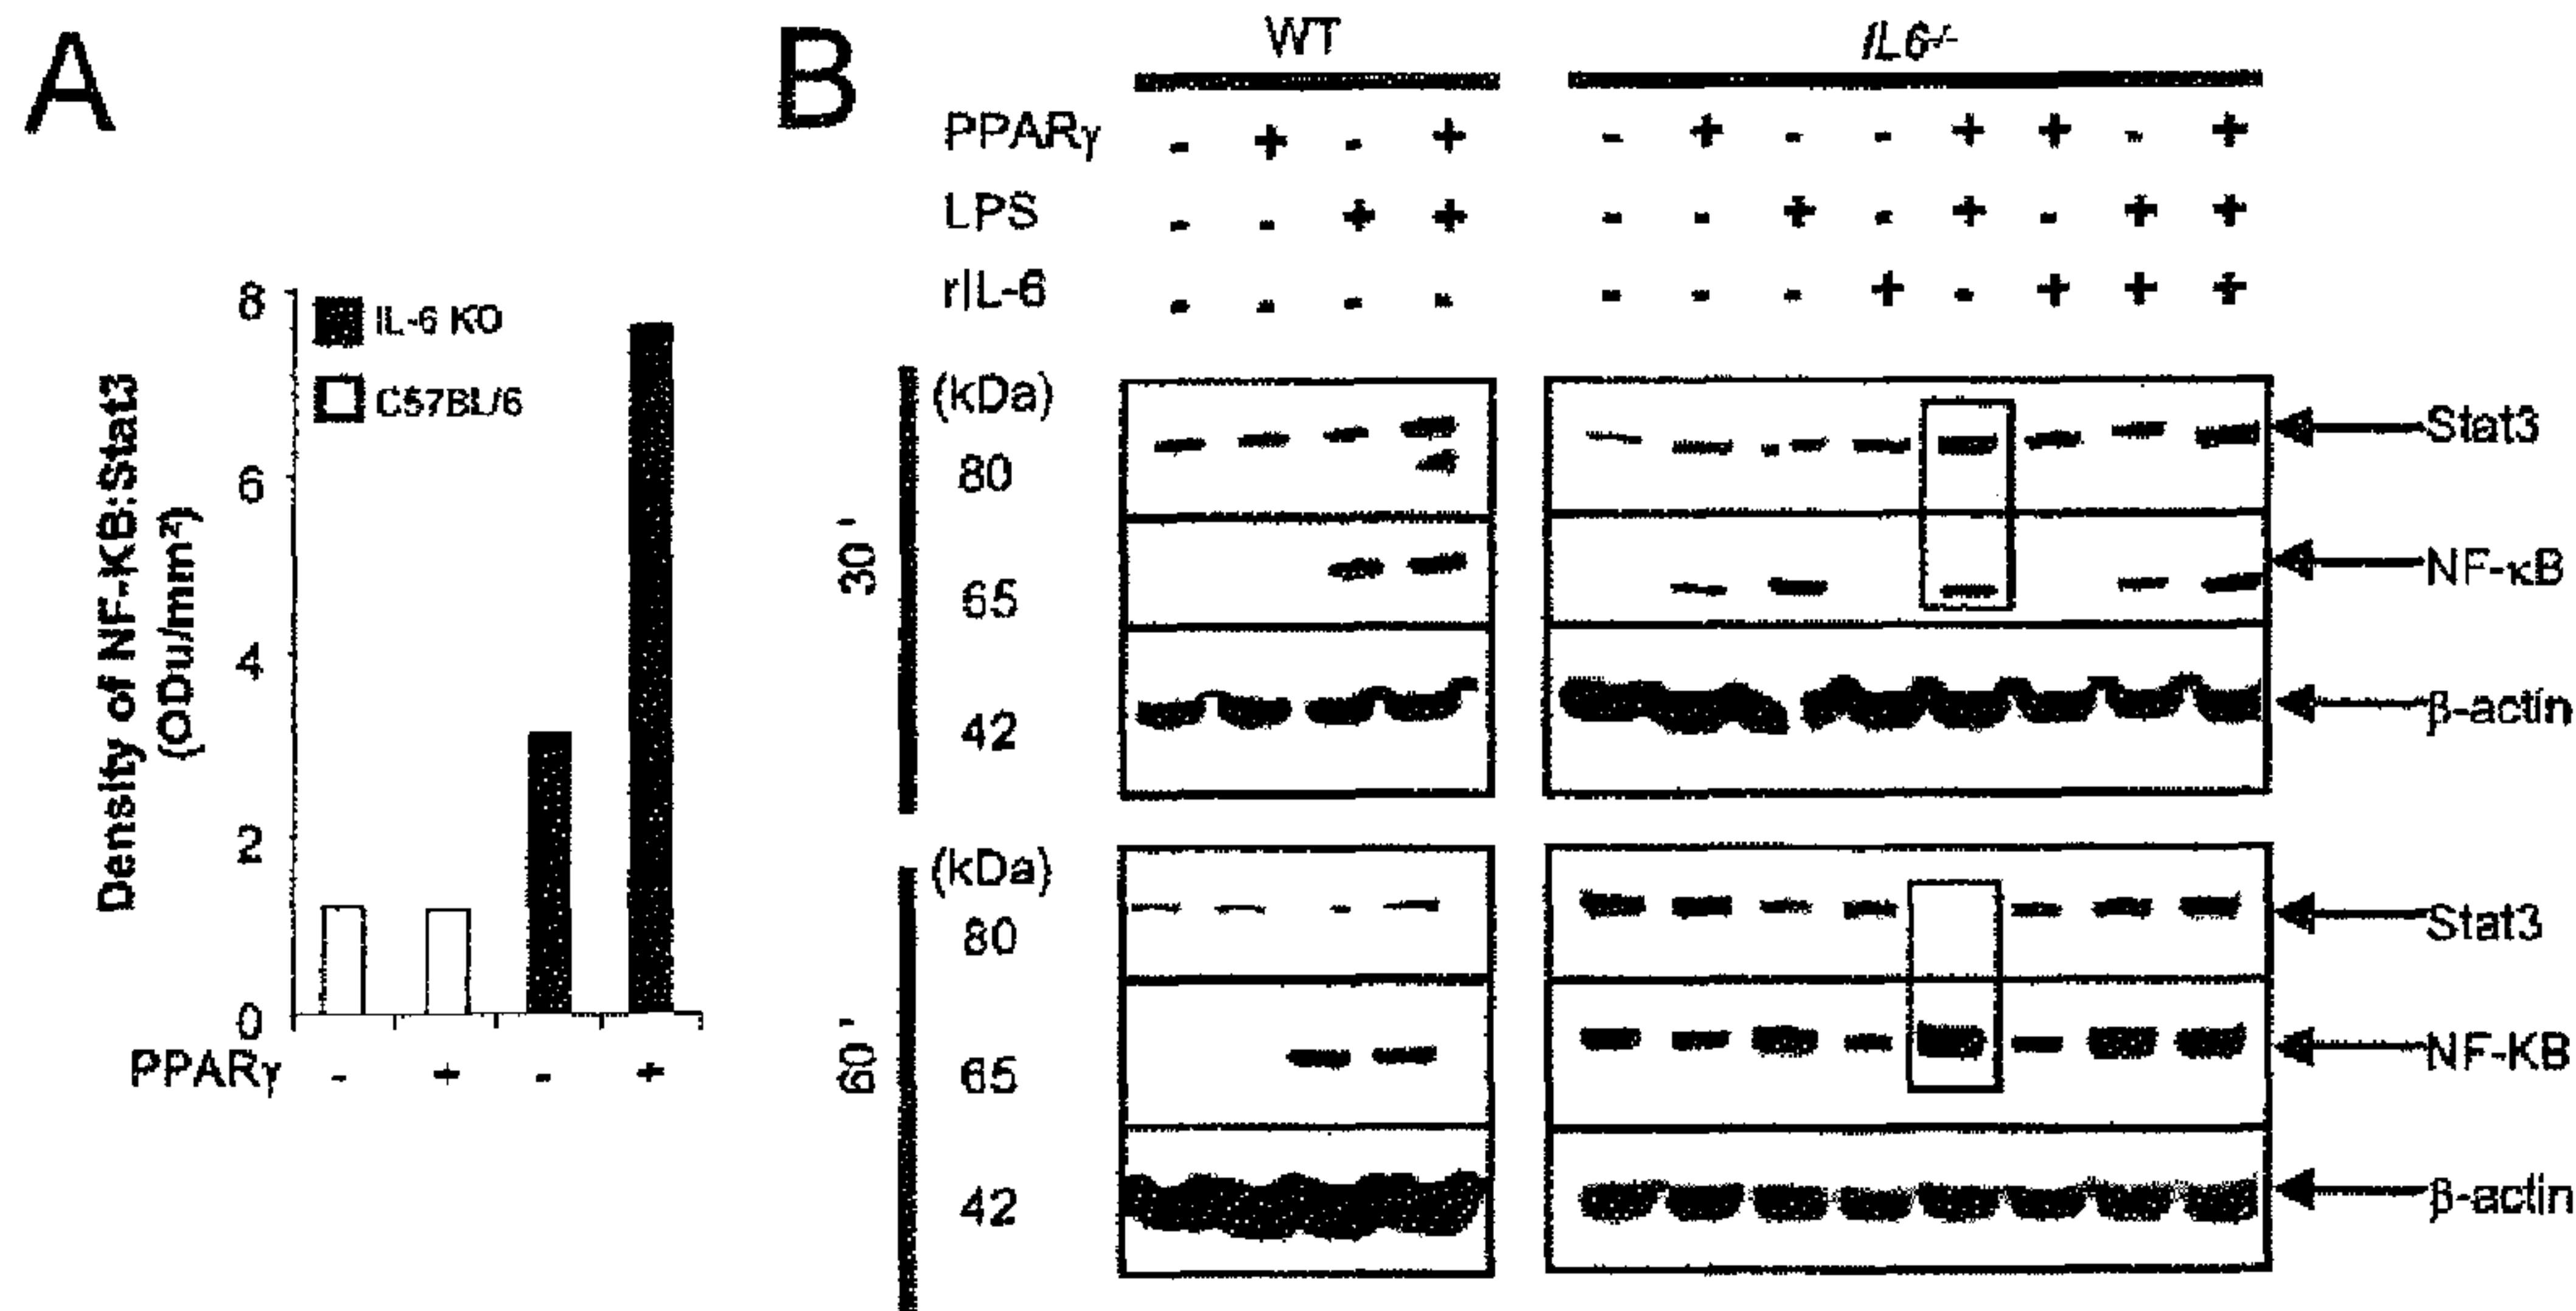 A
8
6
4
2
0
IL-6 KO
C57BL/6
Density of NF-KB:Stat3
(ODu/mm²)
PPARγ - + - +
B
WT IL6-/-
PPARγ - + - + - + - - + + - +
LPS - - + + - - + - + - + +
rIL-6 - - - - - - - + - + + +
30'
(kDa)
80 Stat3
65 NF-κB
42 β-actin
60'
(kDa)
80 Stat3
65 NF-KB
42 β-actin